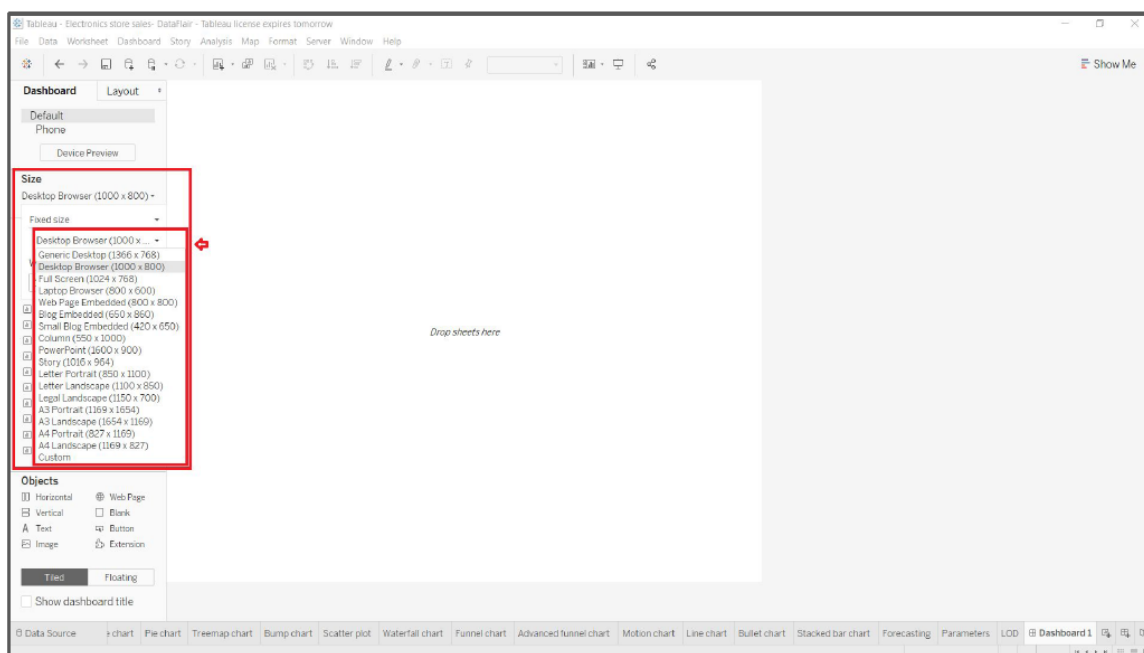 Tableau - Electronics store sales- DataFlair - Tableau license expires tomorrow
File Data Worksheet Dashboard Story Analysis Map Format Server Window Help
Show Me
Dashboard Layout
Default
Phone
Device Preview
Size
Desktop Browser (1000 x 800)
Fixed size
Desktop Browser (1000 x ...
Generic Desktop (1366 x 768)
Desktop Browser (1000 x 800)
Full Screen (1024 x 768)
Laptop Browser (800 x 600)
Web Page Embedded (800 x 800)
Blog Embedded (650 x 860)
Small Blog Embedded (420 x 650)
Column (550 x 1000)
PowerPoint (1600 x 900)
Story (1016 x 964)
Letter Portrait (850 x 1100)
Letter Landscape (1100 x 850)
Legal Landscape (1150 x 700)
A3 Portrait (1169 x 1654)
A3 Landscape (1654 x 1169)
A4 Portrait (827 x 1169)
A4 Landscape (1169 x 827)
Custom
Drop sheets here
Objects
Horizontal Web Page
Vertical Blank
A Text Button
Image Extension
Tiled Floating
Show dashboard title
Data Source chart Pie chart Treemap chart Bump chart Scatter plot Waterfall chart Funnel chart Advanced funnel chart Motion chart Line chart Bullet chart Stacked bar chart Forecasting Parameters LOD Dashboard 1